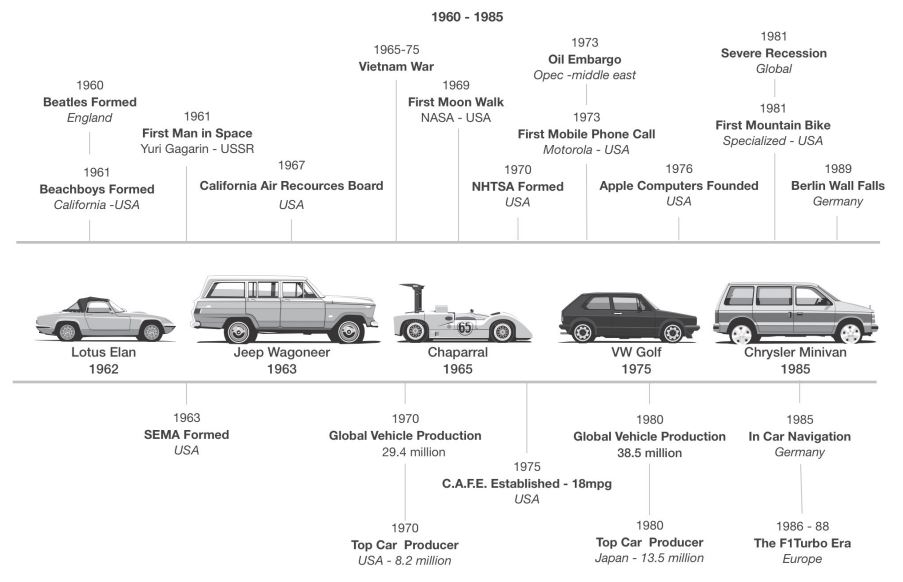 1960 - 1985
1960
Beatles Formed
England
1961
Beachboys Formed
California -USA
1961
First Man in Space
Yuri Gagarin - USSR
1967
California Air Recources Board
USA
1965-75
Vietnam War
1969
First Moon Walk
NASA - USA
1970
NHTSA Formed
USA
1973
Oil Embargo
Opec -middle east
1973
First Mobile Phone Call
Motorola - USA
1976
Apple Computers Founded
USA
1981
Severe Recession
Global
1981
First Mountain Bike
Specialized - USA
1989
Berlin Wall Falls
Germany
65
Lotus Elan
1962
Jeep Wagoneer
1963
Chaparral
1965
VW Golf
1975
Chrysler Minivan
1985
1963
SEMA Formed
USA
1970
Global Vehicle Production
29.4 million
1970
Top Car Producer
USA - 8.2 million
1975
C.A.F.E. Established - 18mpg
USA
1980
Global Vehicle Production
38.5 million
1980
Top Car Producer
Japan - 13.5 million
1985
In Car Navigation
Germany
1986 - 88
The F1Turbo Era
Europe